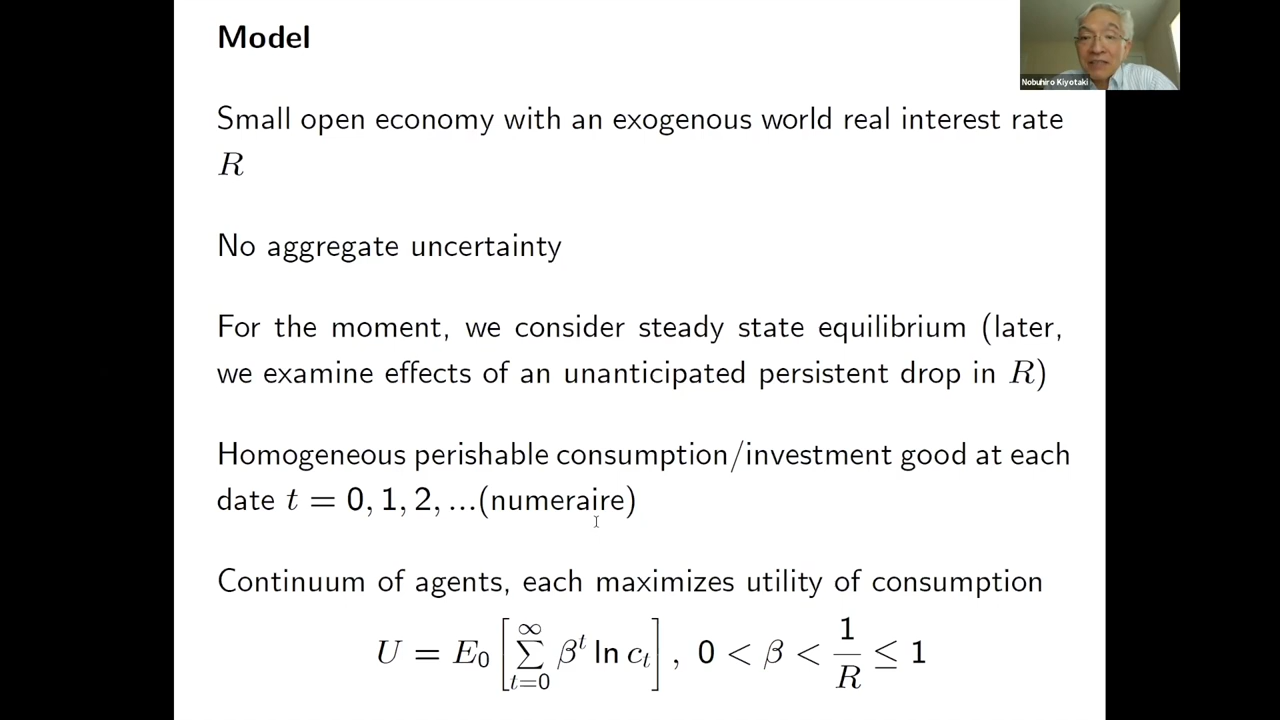 Model
Nobuhiro Kiyotaki
Small open economy with an exogenous world real interest rate
R
No aggregate uncertainty
For the moment, we consider steady state equilibrium (later,
we examine effects of an unanticipated persistent drop in R)
Homogeneous perishable consumption/investment good at each
date t = 0, 1, 2, ...(numeraire)
Continuum of agents, each maximizes utility of consumption
U = E₀ [∑_{t=0}^{∞} βᵗ ln cₜ] , 0 < β < 1/R ≤ 1